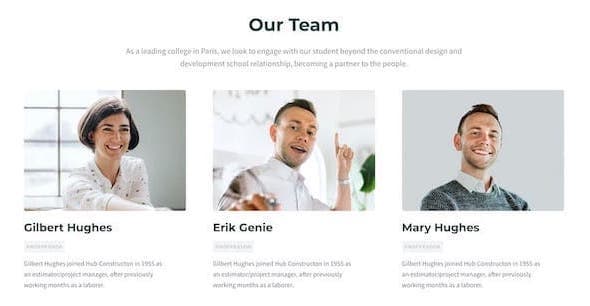 Our Team
As a leading college in Paris, we look to engage with our student beyond the conventional design and
development school relationship, becoming a partner to the people.
Gilbert Hughes
Erik Genie
Mary Hughes
PROFFESOR
PROFFESOR
PROFFESOR
Gilbert Hughes joined Hub Constructon in 1955 as
an estimator/project manager, after previously
working months as a laborer.
Gilbert Hughes joined Hub Constructon in 1955 as
an estimator/project manager, after previously
working months as a laborer.
Gilbert Hughes joined Hub Constructon in 1955 as
an estimator/project manager, after previously
working months as a laborer.